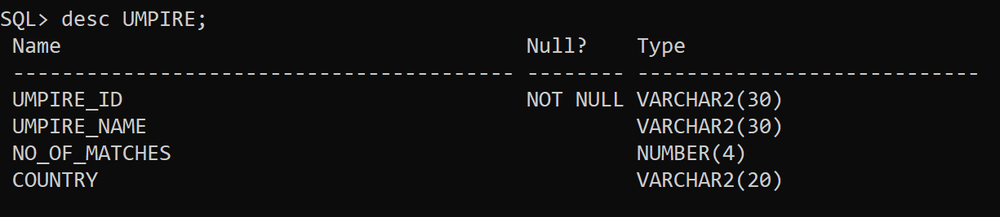 SQL> desc UMPIRE;
Name Null? Type
----------------------------------------- -------- ----------------------------
UMPIRE_ID NOT NULL VARCHAR2(30)
UMPIRE_NAME VARCHAR2(30)
NO_OF_MATCHES NUMBER(4)
COUNTRY VARCHAR2(20)